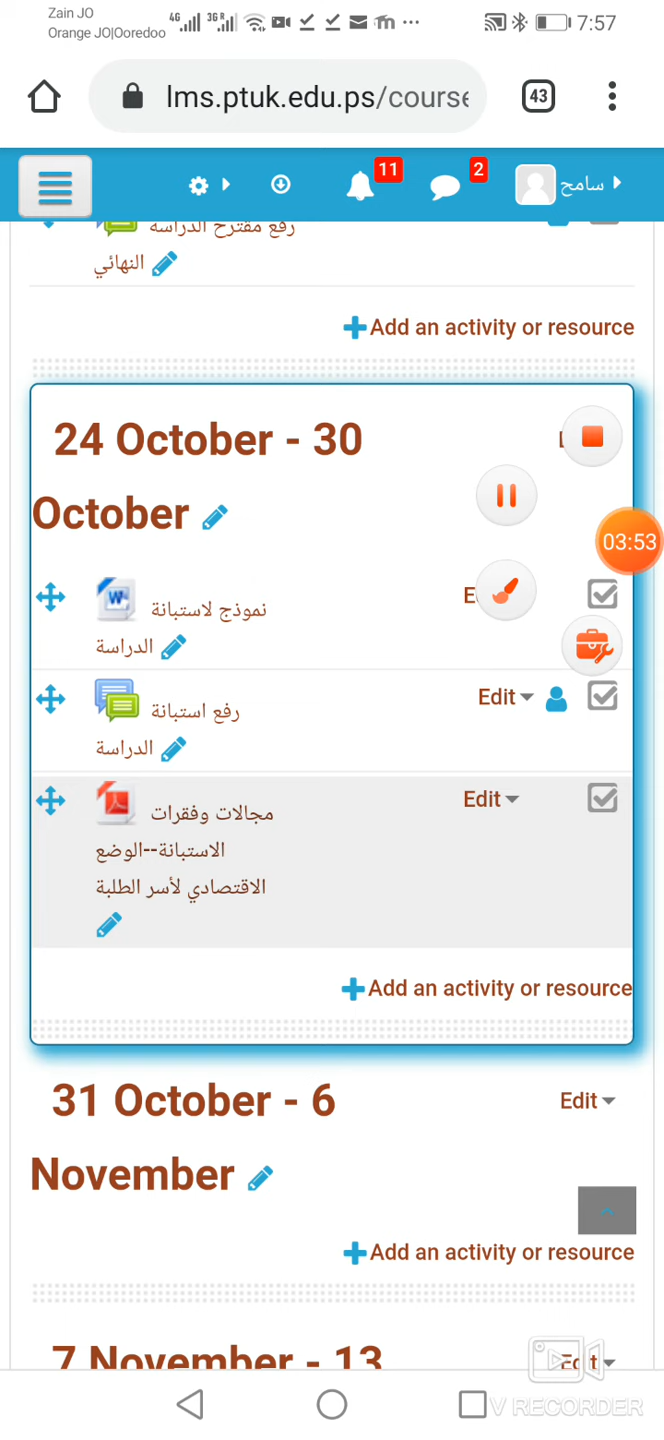 Zain JO
Orange JO|Ooredoo
4G 36 R 7:57
lms.ptuk.edu.ps/course
43
11
2
سامح
رفع مقترح الدراسة
النهائي
Add an activity or resource
24 October - 30
October
نموذج لاستبانة
الدراسة
03:53
رفع استبانة
الدراسة
Edit
مجالات وفقرات
الاستبانة--الوضع
الاقتصادي لأسر الطلبة
Edit
Add an activity or resource
31 October - 6
November
Edit
Add an activity or resource
7 November - 13
Edit
V RECORDER